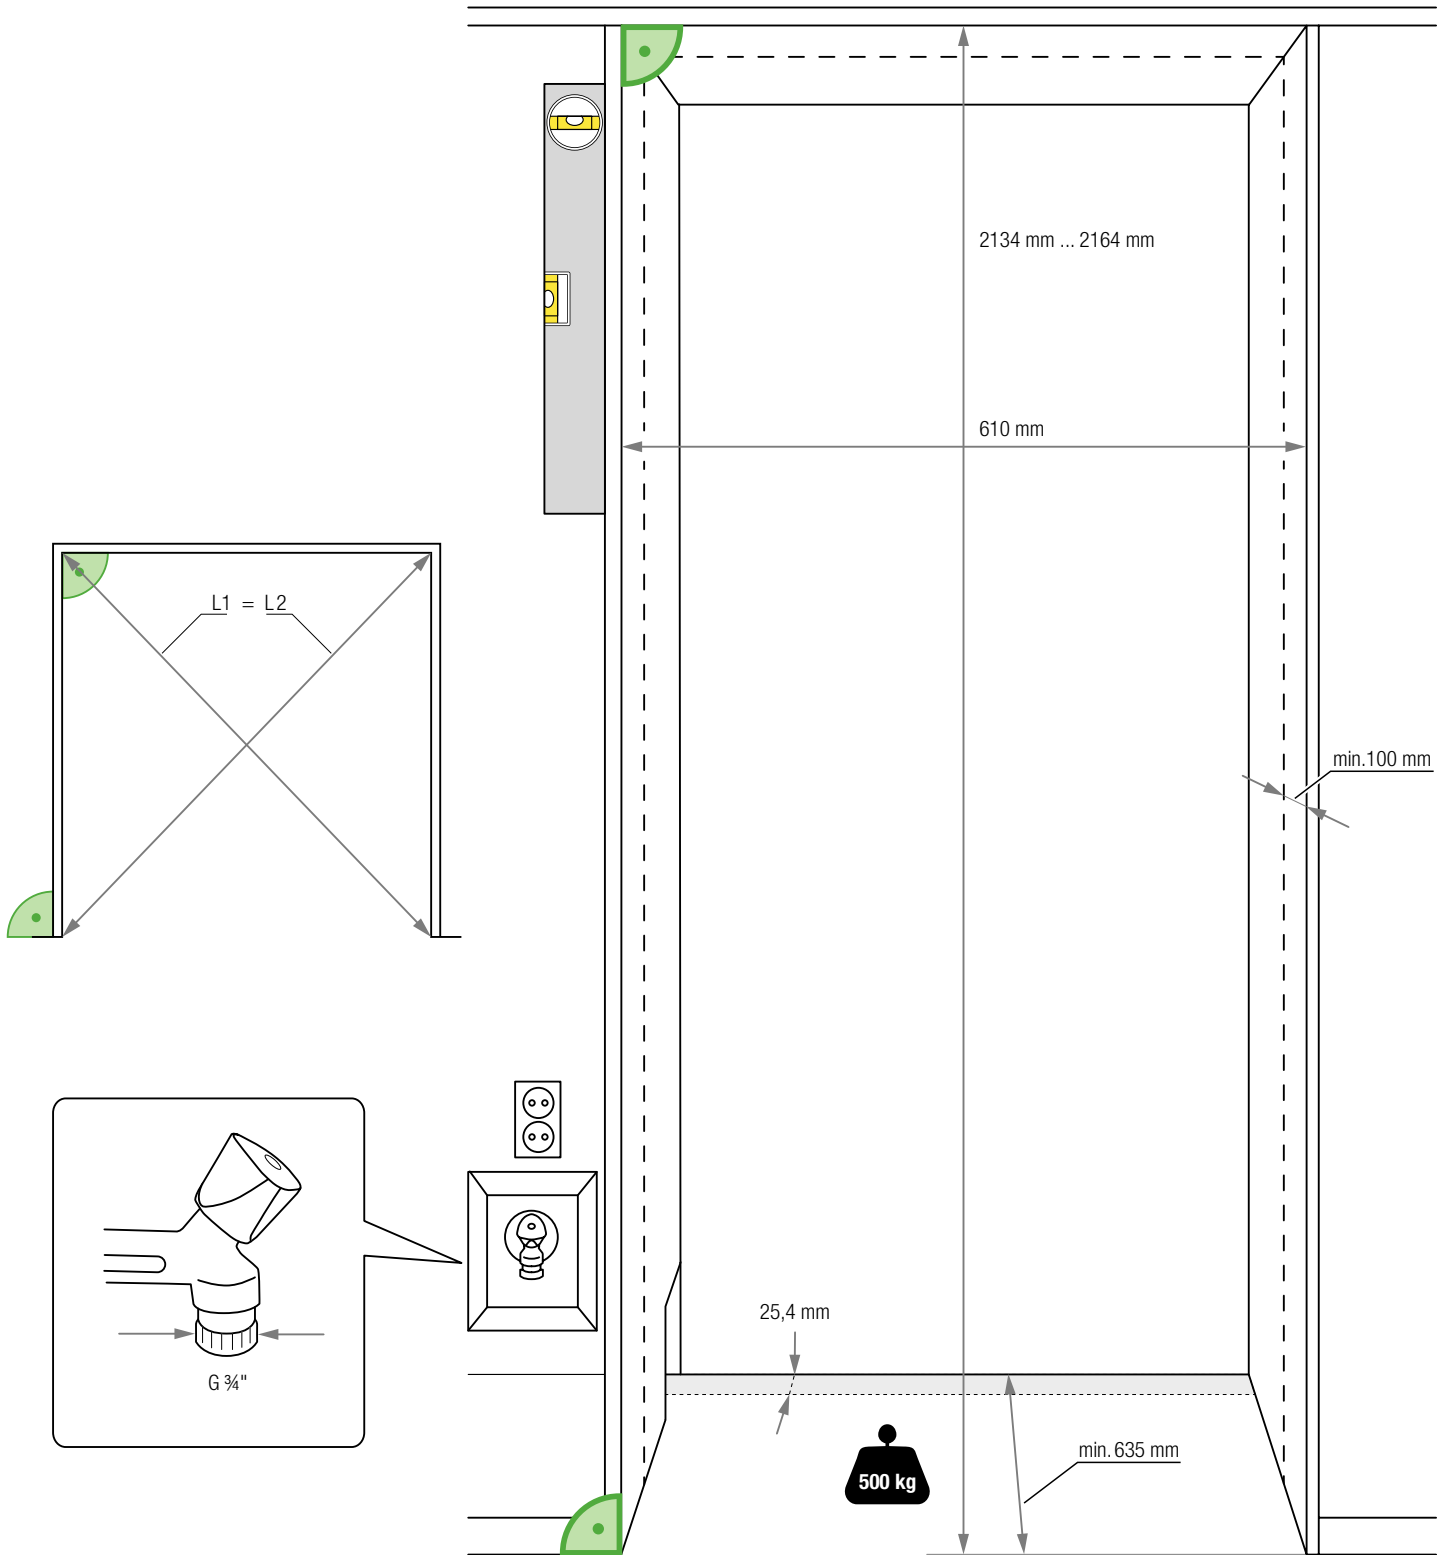 2134 mm ... 2164 mm
610 mm
L1 = L2
min.100 mm
25,4 mm
G ¾"
min. 635 mm
500 kg